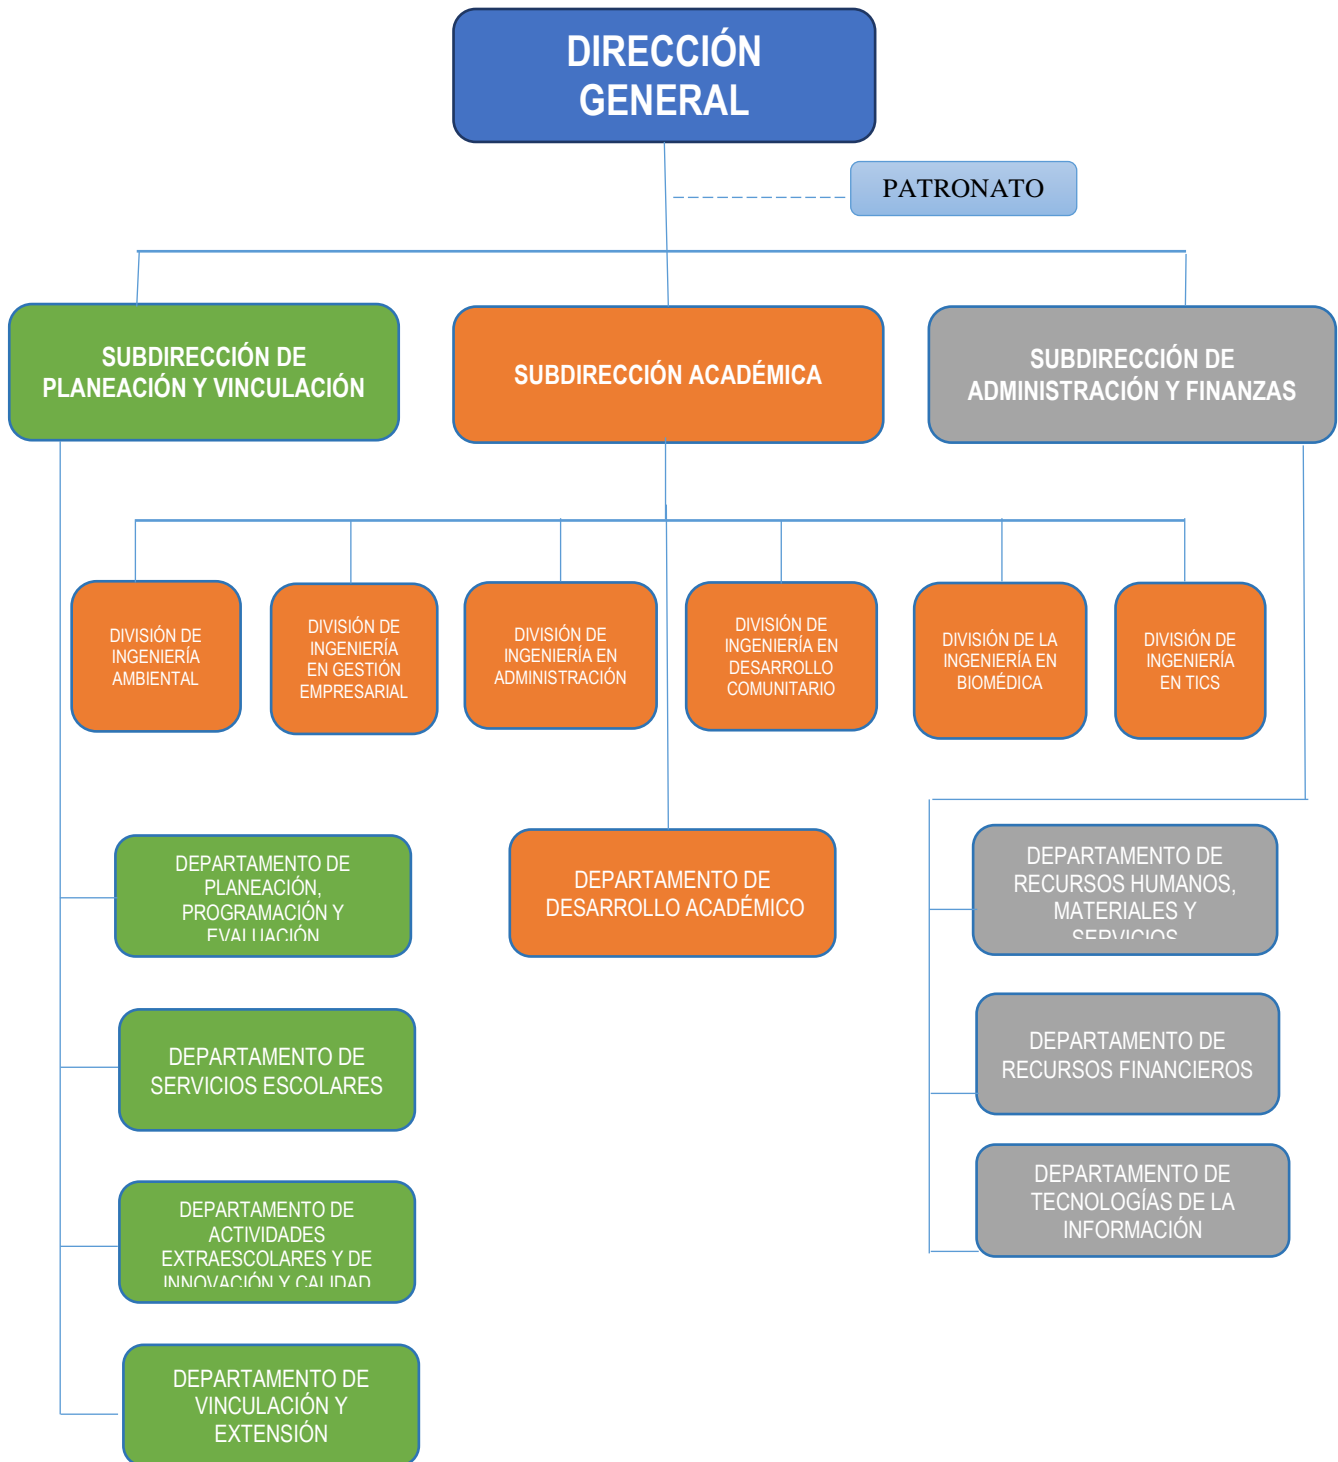 DIRECCIÓN
GENERAL
PATRONATO
SUBDIRECCIÓN DE
PLANEACIÓN Y VINCULACIÓN
SUBDIRECCIÓN ACADÉMICA
SUBDIRECCIÓN DE
ADMINISTRACIÓN Y FINANZAS
DIVISIÓN DE
INGENIERÍA
AMBIENTAL
DIVISIÓN DE
INGENIERÍA
EN GESTIÓN
EMPRESARIAL
DIVISIÓN DE
INGENIERÍA EN
ADMINISTRACIÓN
DIVISIÓN DE
INGENIERÍA EN
DESARROLLO
COMUNITARIO
DIVISIÓN DE LA
INGENIERÍA EN
BIOMÉDICA
DIVISIÓN DE
INGENIERÍA
EN TICS
DEPARTAMENTO DE
PLANEACIÓN,
PROGRAMACIÓN Y
EVALUACIÓN
DEPARTAMENTO DE
DESARROLLO ACADÉMICO
DEPARTAMENTO DE
RECURSOS HUMANOS,
MATERIALES Y
SERVICIOS
DEPARTAMENTO DE
SERVICIOS ESCOLARES
DEPARTAMENTO DE
RECURSOS FINANCIEROS
DEPARTAMENTO DE
ACTIVIDADES
EXTRAESCOLARES Y DE
INNOVACIÓN Y CALIDAD
DEPARTAMENTO DE
TECNOLOGÍAS DE LA
INFORMACIÓN
DEPARTAMENTO DE
VINCULACIÓN Y
EXTENSIÓN